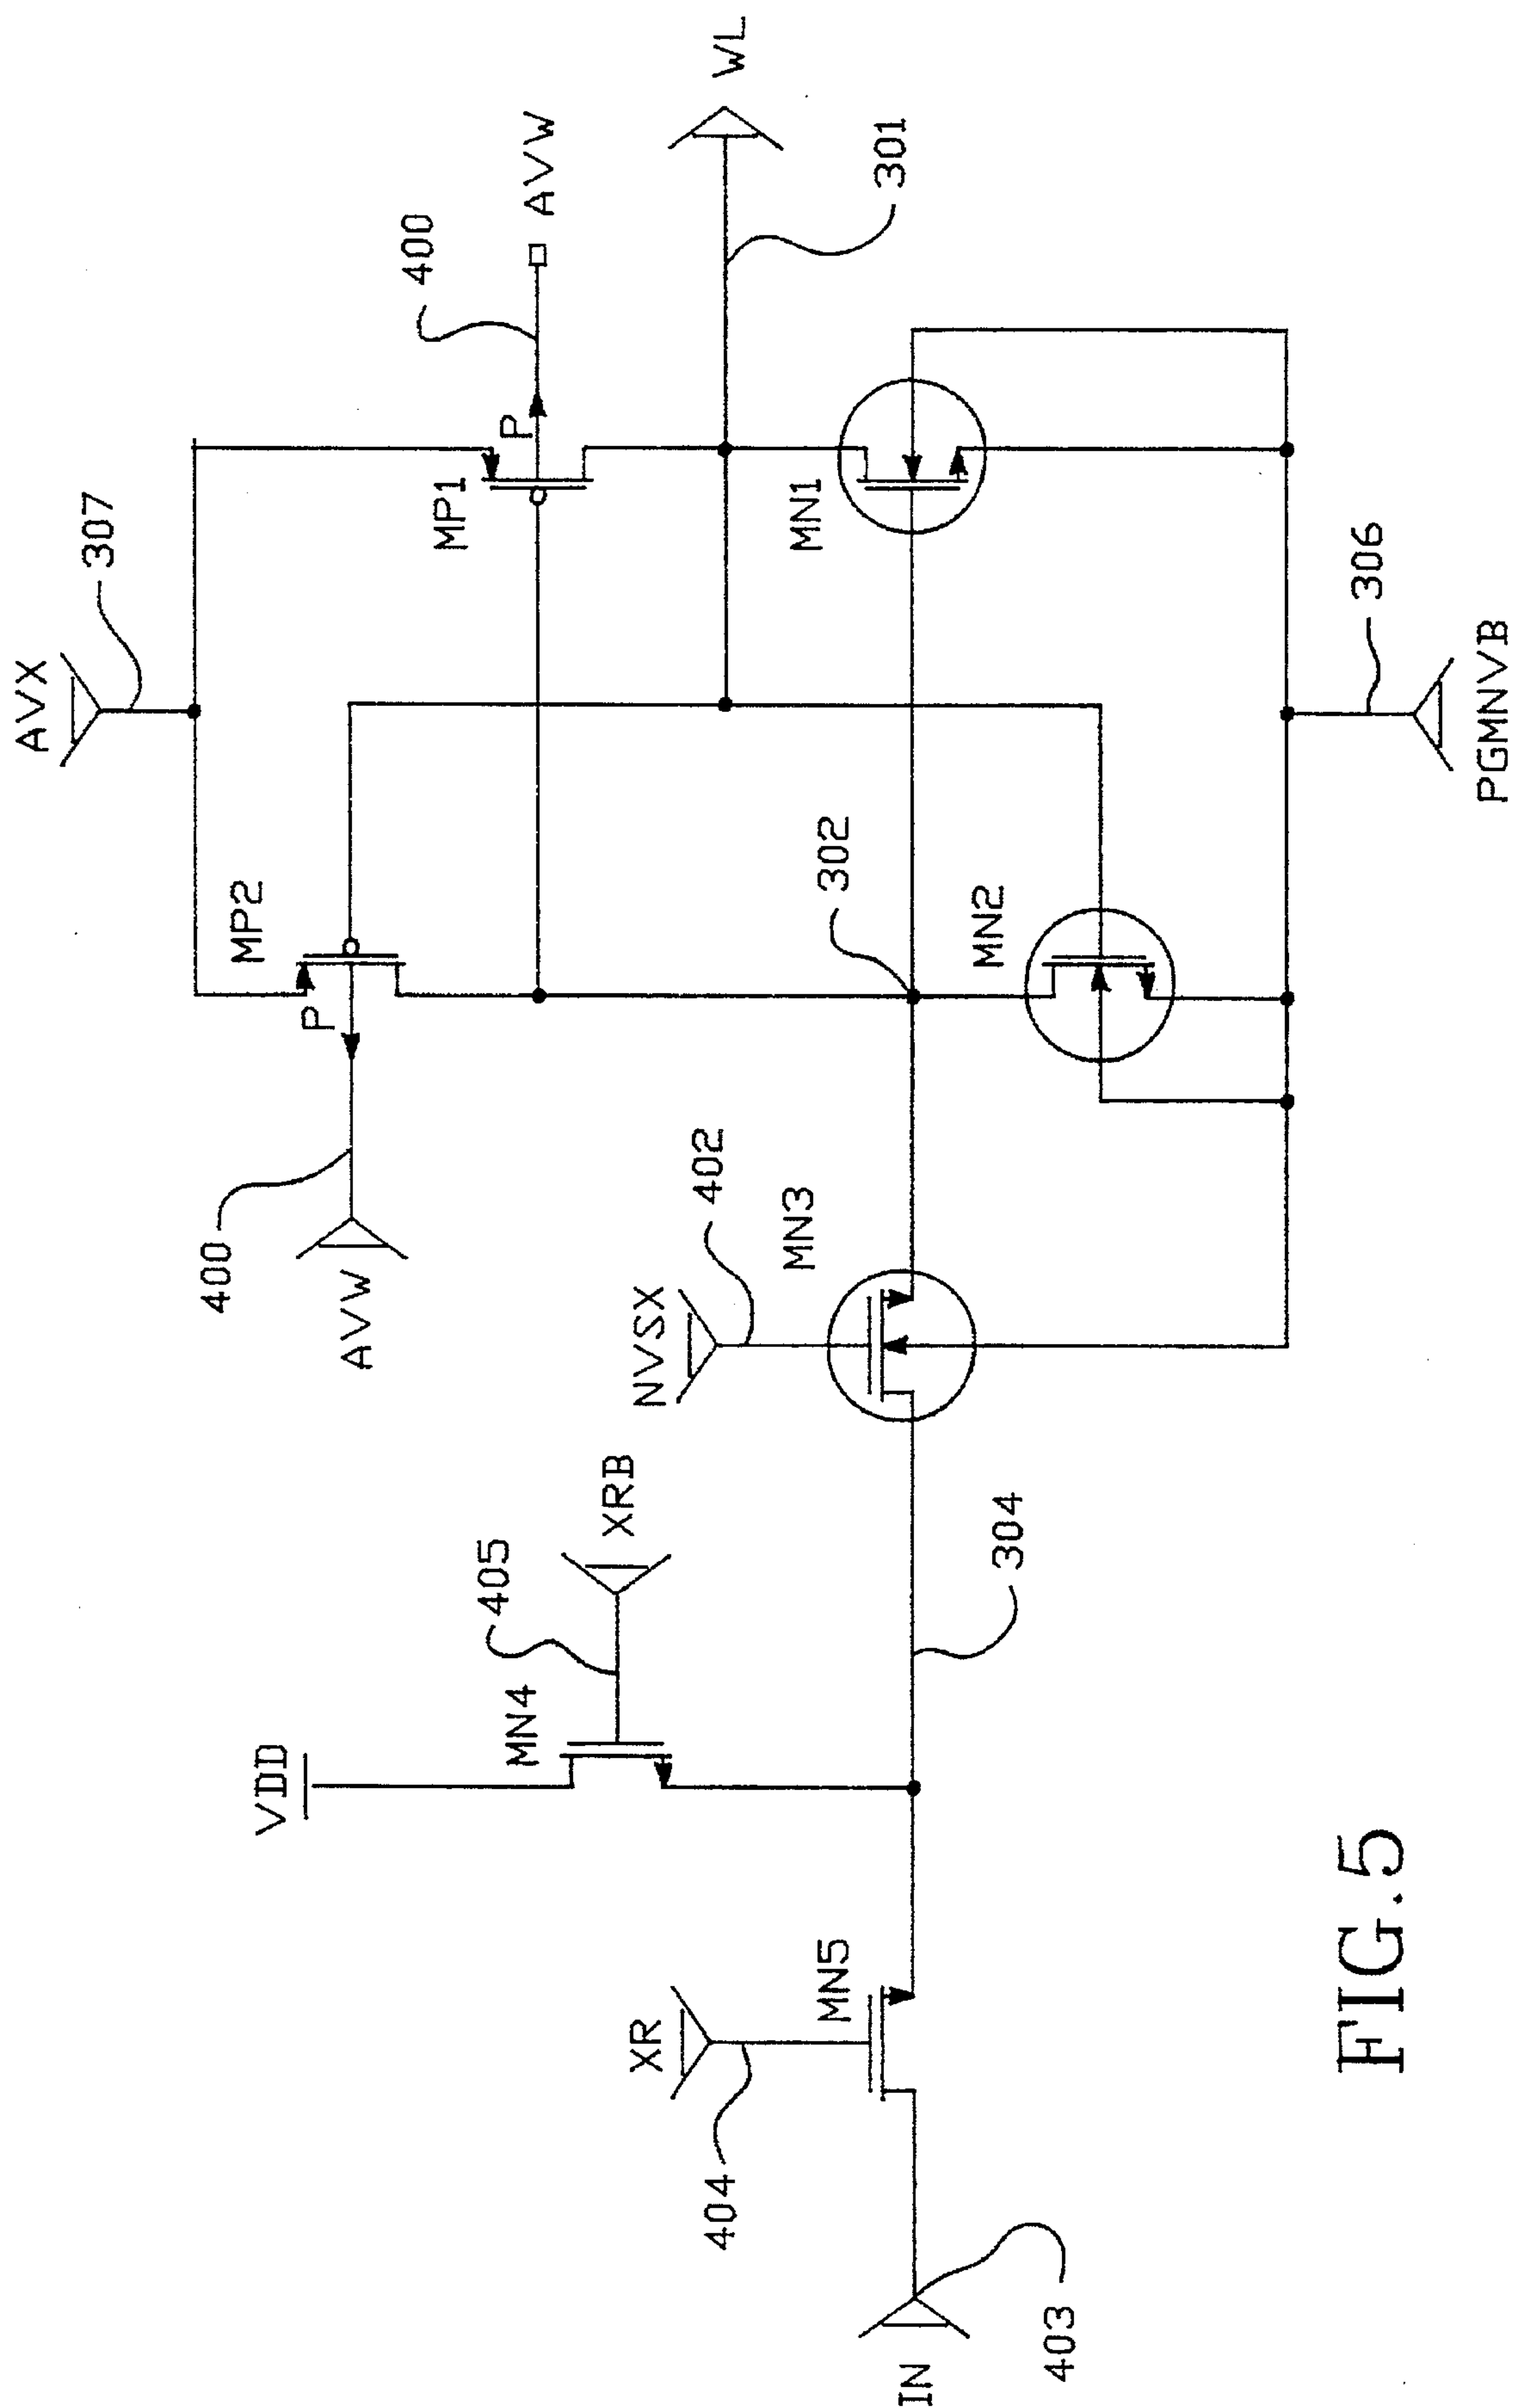 AVX
307
MP2
P
400
AVW
MP1
P
400
AVW
WL
301
VDD
MN4
405
XRB
NVSX
402
MN3
302
MN1
XR
404
MN5
304
MN2
IN
403
306
PGMNVB
FIG.5